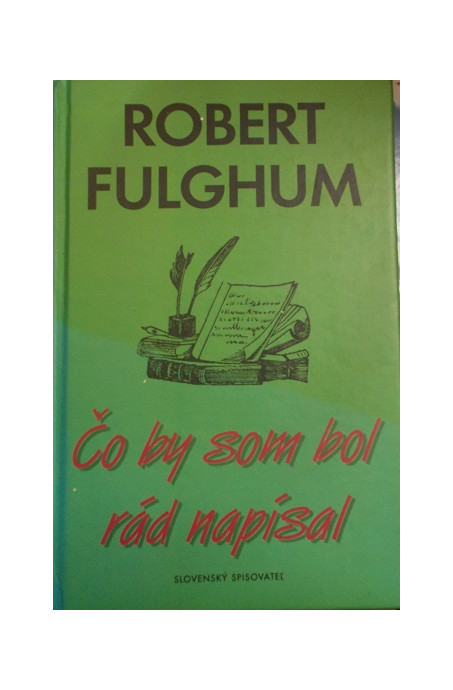 ROBERT
FULGHUM
Čo by som bol
rád napísal
SLOVENSKÝ SPISOVATEĽ